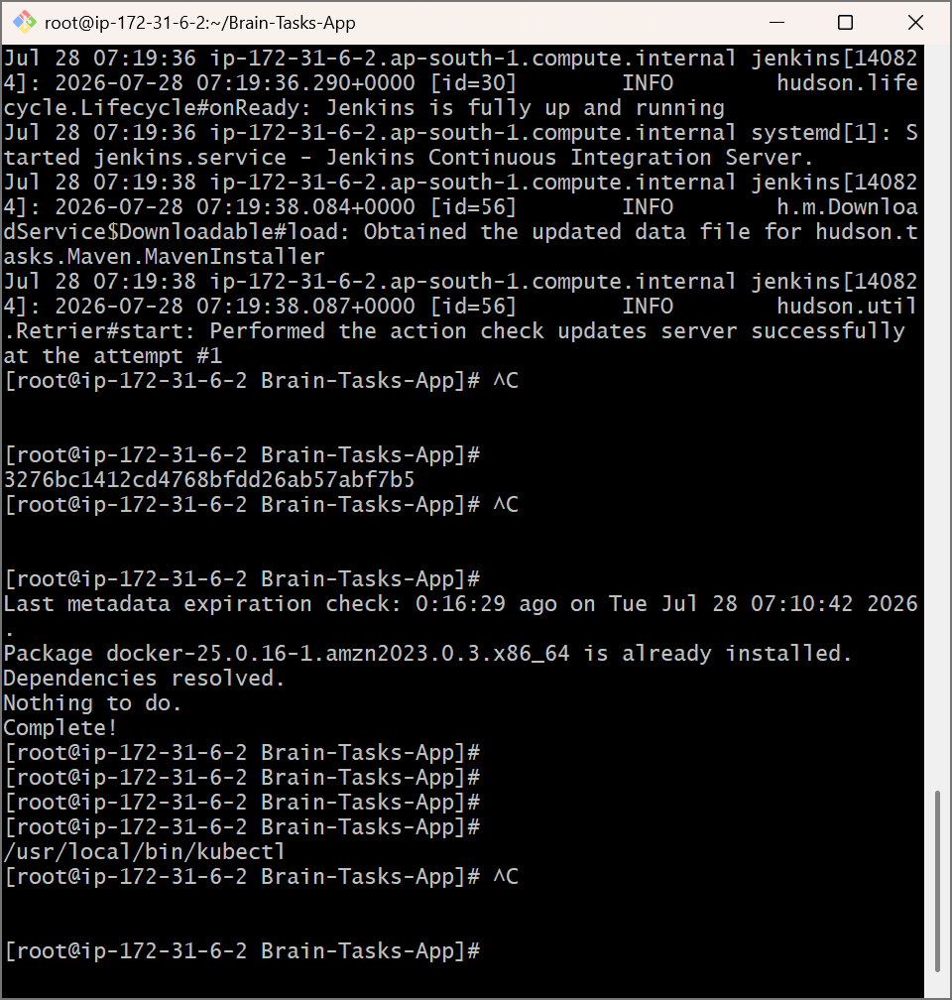 root@ip-172-31-6-2:~/Brain-Tasks-App
Jul 28 07:19:36 ip-172-31-6-2.ap-south-1.compute.internal jenkins[14082
4]: 2026-07-28 07:19:36.290+0000 [id=30]        INFO        hudson.life
cycle.Lifecycle#onReady: Jenkins is fully up and running
Jul 28 07:19:36 ip-172-31-6-2.ap-south-1.compute.internal systemd[1]: S
tarted jenkins.service - Jenkins Continuous Integration Server.
Jul 28 07:19:38 ip-172-31-6-2.ap-south-1.compute.internal jenkins[14082
4]: 2026-07-28 07:19:38.084+0000 [id=56]        INFO        h.m.Downloa
dService$Downloadable#load: Obtained the updated data file for hudson.t
asks.Maven.MavenInstaller
Jul 28 07:19:38 ip-172-31-6-2.ap-south-1.compute.internal jenkins[14082
4]: 2026-07-28 07:19:38.087+0000 [id=56]        INFO        hudson.util
.Retrier#start: Performed the action check updates server successfully
at the attempt #1
[root@ip-172-31-6-2 Brain-Tasks-App]# ^C
[root@ip-172-31-6-2 Brain-Tasks-App]#
3276bc1412cd4768bfdd26ab57abf7b5
[root@ip-172-31-6-2 Brain-Tasks-App]# ^C
[root@ip-172-31-6-2 Brain-Tasks-App]#
Last metadata expiration check: 0:16:29 ago on Tue Jul 28 07:10:42 2026
.
Package docker-25.0.16-1.amzn2023.0.3.x86_64 is already installed.
Dependencies resolved.
Nothing to do.
Complete!
[root@ip-172-31-6-2 Brain-Tasks-App]#
[root@ip-172-31-6-2 Brain-Tasks-App]#
[root@ip-172-31-6-2 Brain-Tasks-App]#
[root@ip-172-31-6-2 Brain-Tasks-App]#
/usr/local/bin/kubectl
[root@ip-172-31-6-2 Brain-Tasks-App]# ^C
[root@ip-172-31-6-2 Brain-Tasks-App]#